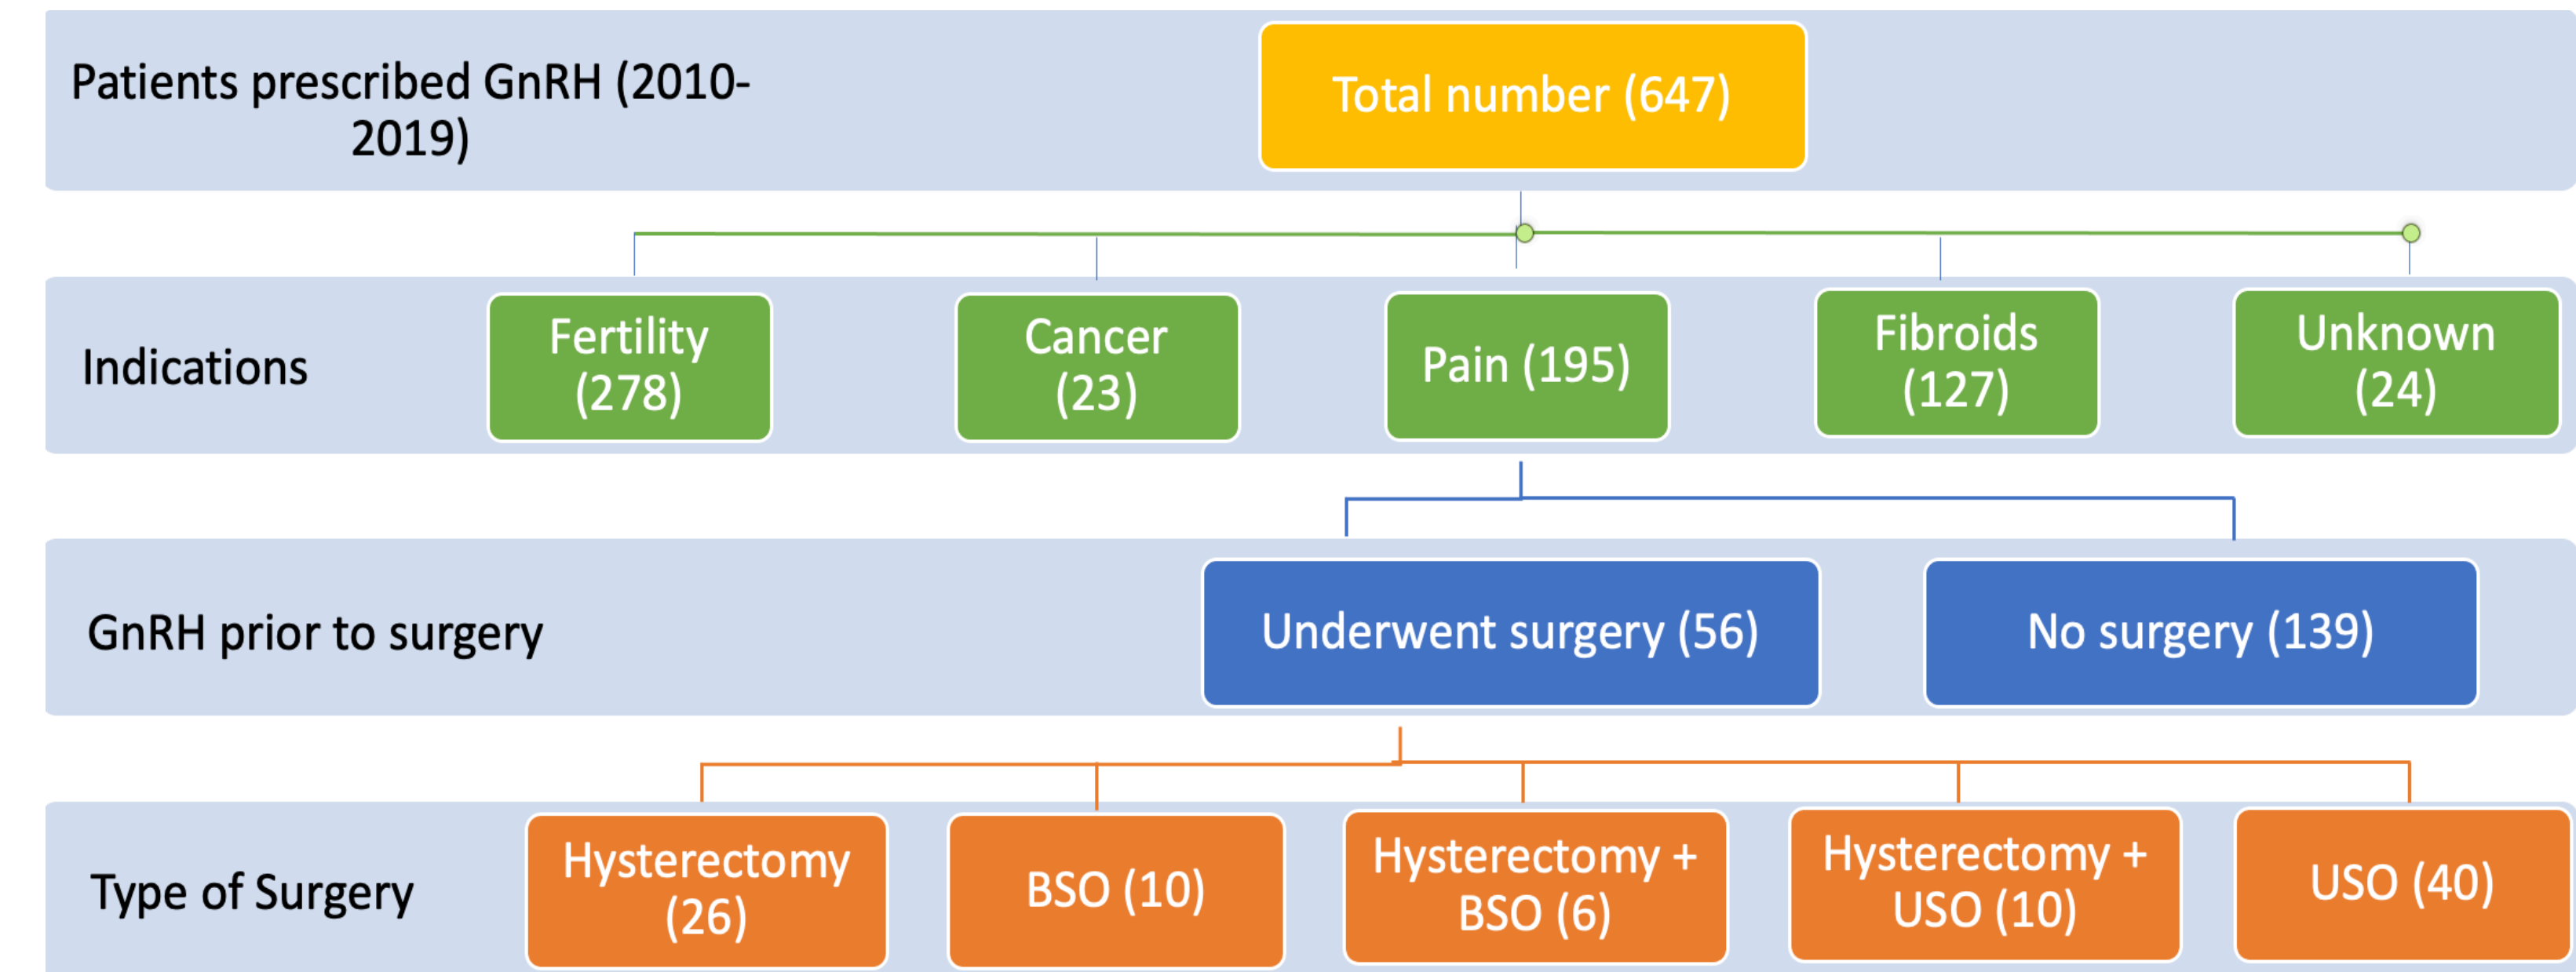 Patients prescribed GnRH (2010-
2019)
Total number (647)
Indications
Fertility
(278)
Cancer
(23)
Pain (195)
Fibroids
(127)
Unknown
(24)
GnRH prior to surgery
Underwent surgery (56)
No surgery (139)
Type of Surgery
Hysterectomy
(26)
BSO (10)
Hysterectomy +
BSO (6)
Hysterectomy +
USO (10)
USO (40)